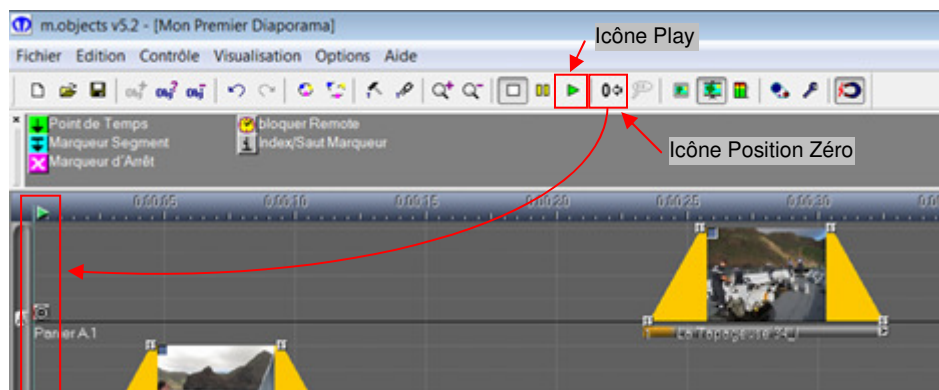 m.objects v5.2 - [Mon Premier Diaporama]
Icône Play
Fichier Edition Contrôle Visualisation Options Aide
Point de Temps
bloquer Remote
Marqueur Segment
Index/Saut Marqueur
Marqueur d'Arrêt
Icône Position Zéro
0:00:05 0:00:10 0:00:15 0:00:20 0:00:25 0:00:30
Panier A.1